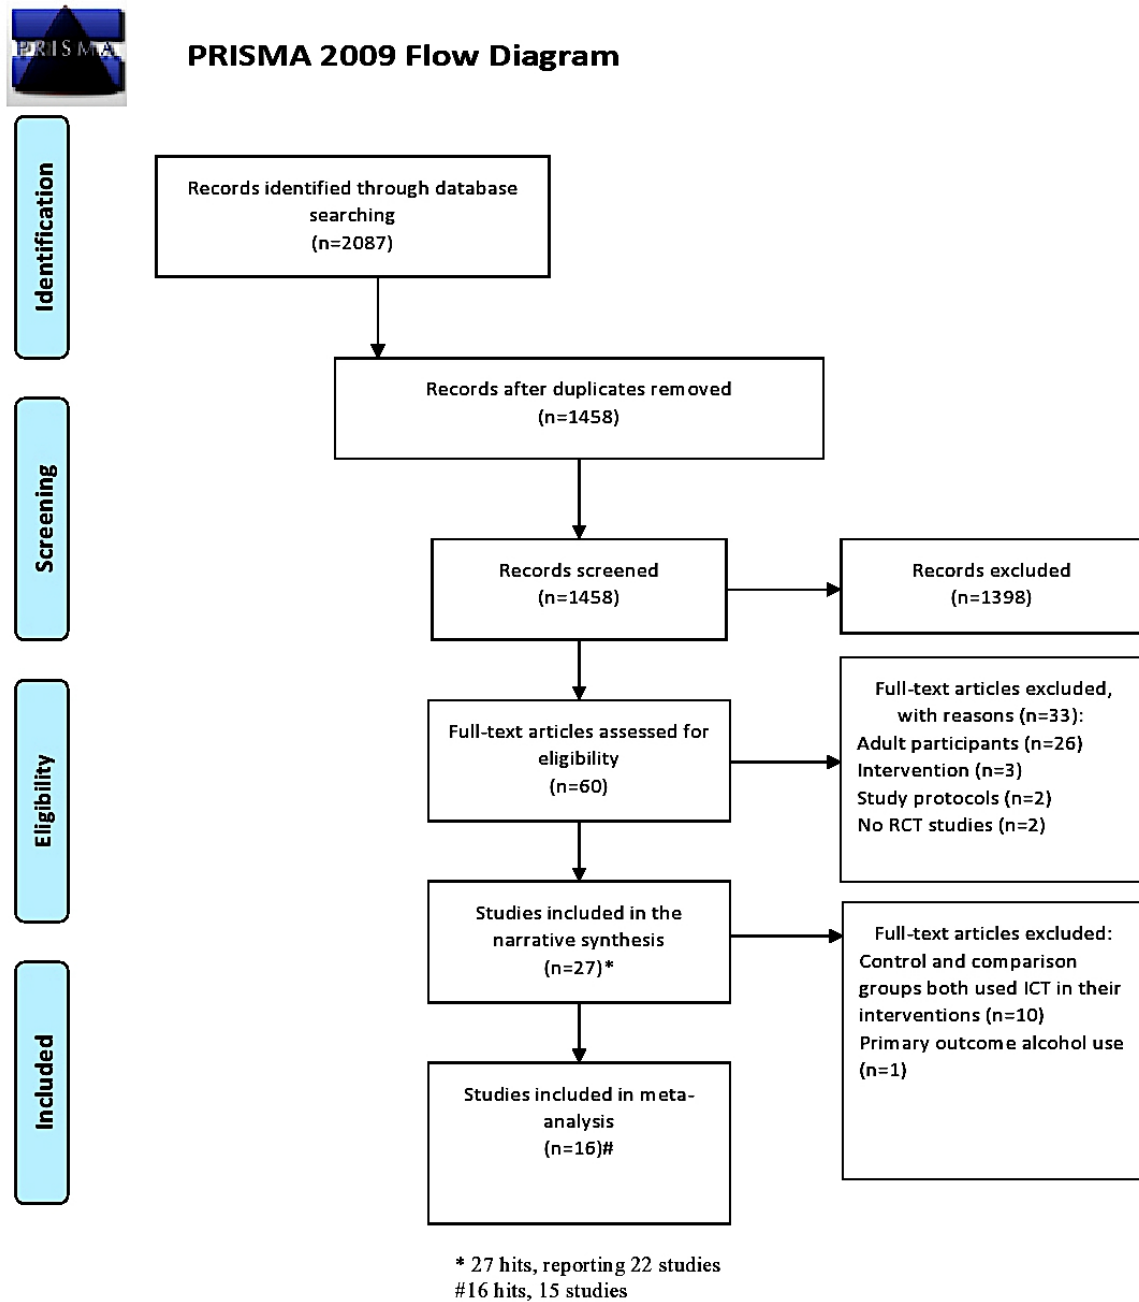 PRISMA
PRISMA 2009 Flow Diagram
Identification
Records identified through database
searching
(n=2087)
Records after duplicates removed
(n=1458)
Screening
Records screened
(n=1458)
Records excluded
(n=1398)
Eligibility
Full-text articles assessed for
eligibility
(n=60)
Full-text articles excluded,
with reasons (n=33):
Adult participants (n=26)
Intervention (n=3)
Study protocols (n=2)
No RCT studies (n=2)
Studies included in the
narrative synthesis
(n=27)*
Full-text articles excluded:
Control and comparison
groups both used ICT in their
interventions (n=10)
Primary outcome alcohol use
(n=1)
Included
Studies included in meta-
analysis
(n=16)#
* 27 hits, reporting 22 studies
#16 hits, 15 studies